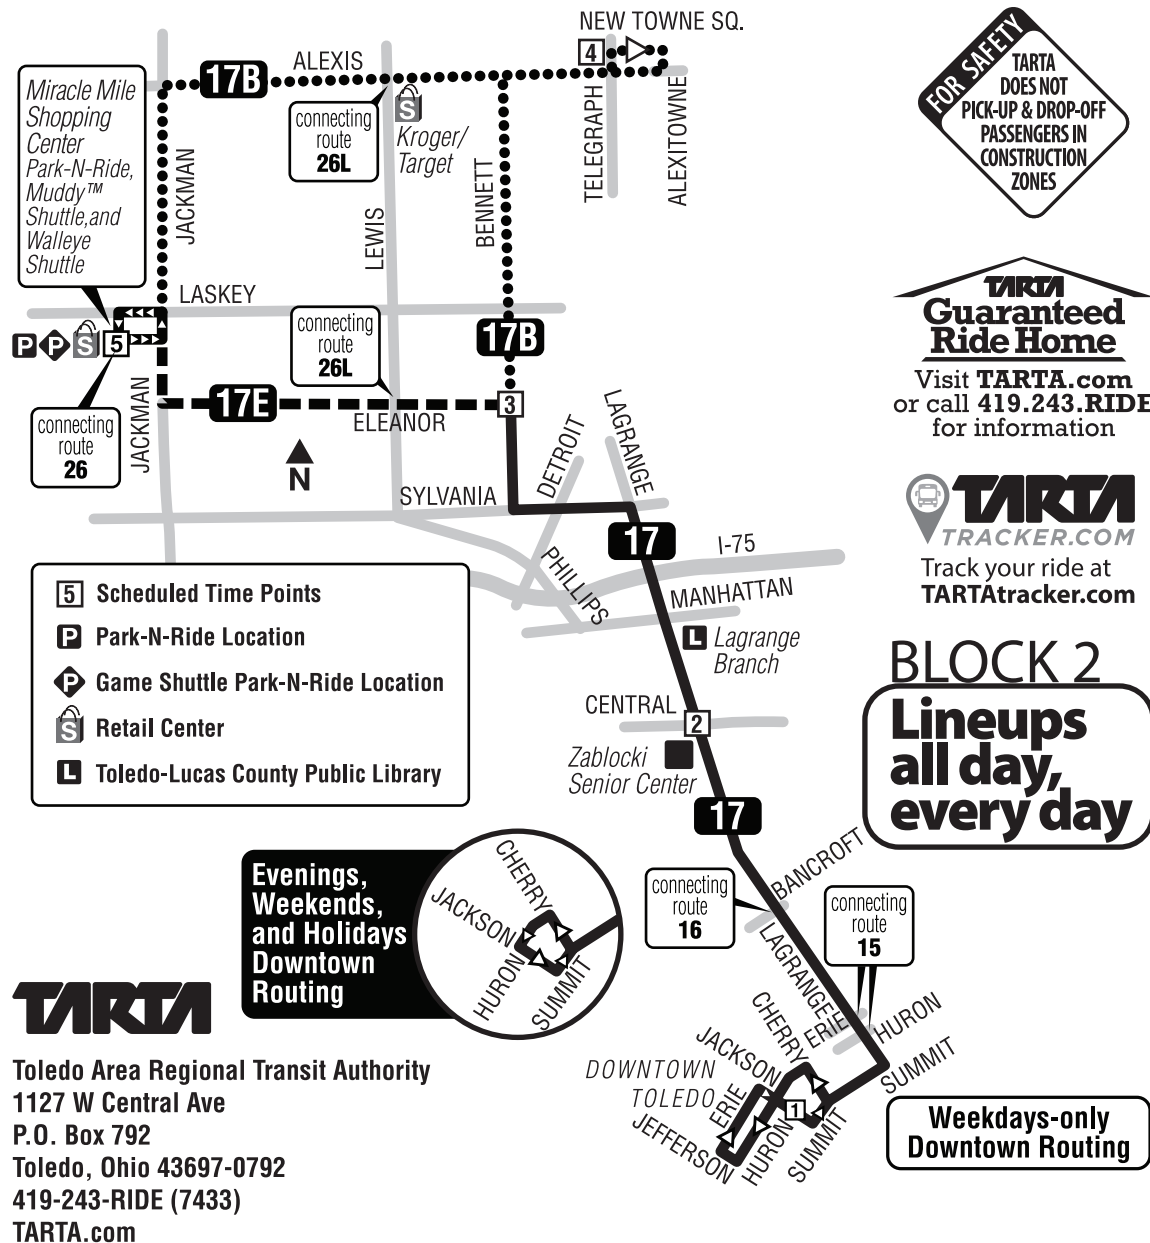 NEW TOWNE SQ.
4
ALEXIS
17B
TELEGRAPH
ALEXITOWNE
Miracle Mile
Shopping
Center
Park-N-Ride,
Muddy™
Shuttle,and
Walleye
Shuttle
connecting
route
26L
S
Kroger/
Target
JACKMAN
LEWIS
BENNETT
LASKEY
P
P
S
5
connecting
route
26L
17B
JACKMAN
17E
ELEANOR
3
connecting
route
26
N
LAGRANGE
DETROIT
SYLVANIA
17
I-75
PHILLIPS
MANHATTAN
L
Lagrange
Branch
CENTRAL
2
Zablocki
Senior Center
17
BANCROFT
connecting
route
16
connecting
route
15
LAGRANGE
ERIE
HURON
CHERRY
JACKSON
SUMMIT
DOWNTOWN
TOLEDO
ERIE
1
JEFFERSON
HURON
SUMMIT
Weekdays-only
Downtown Routing
5 Scheduled Time Points
P Park-N-Ride Location
P Game Shuttle Park-N-Ride Location
S Retail Center
L Toledo-Lucas County Public Library
Evenings,
Weekends,
and Holidays
Downtown
Routing
CHERRY
JACKSON
HURON
SUMMIT
TARTA
Toledo Area Regional Transit Authority
1127 W Central Ave
P.O. Box 792
Toledo, Ohio 43697-0792
419-243-RIDE (7433)
TARTA.com
FOR SAFETY
TARTA
DOES NOT
PICK-UP & DROP-OFF
PASSENGERS IN
CONSTRUCTION
ZONES
TARTA
Guaranteed
Ride Home
Visit TARTA.com
or call 419.243.RIDE
for information
TARTA
TRACKER.COM
Track your ride at
TARTAtracker.com
BLOCK 2
Lineups
all day,
every day